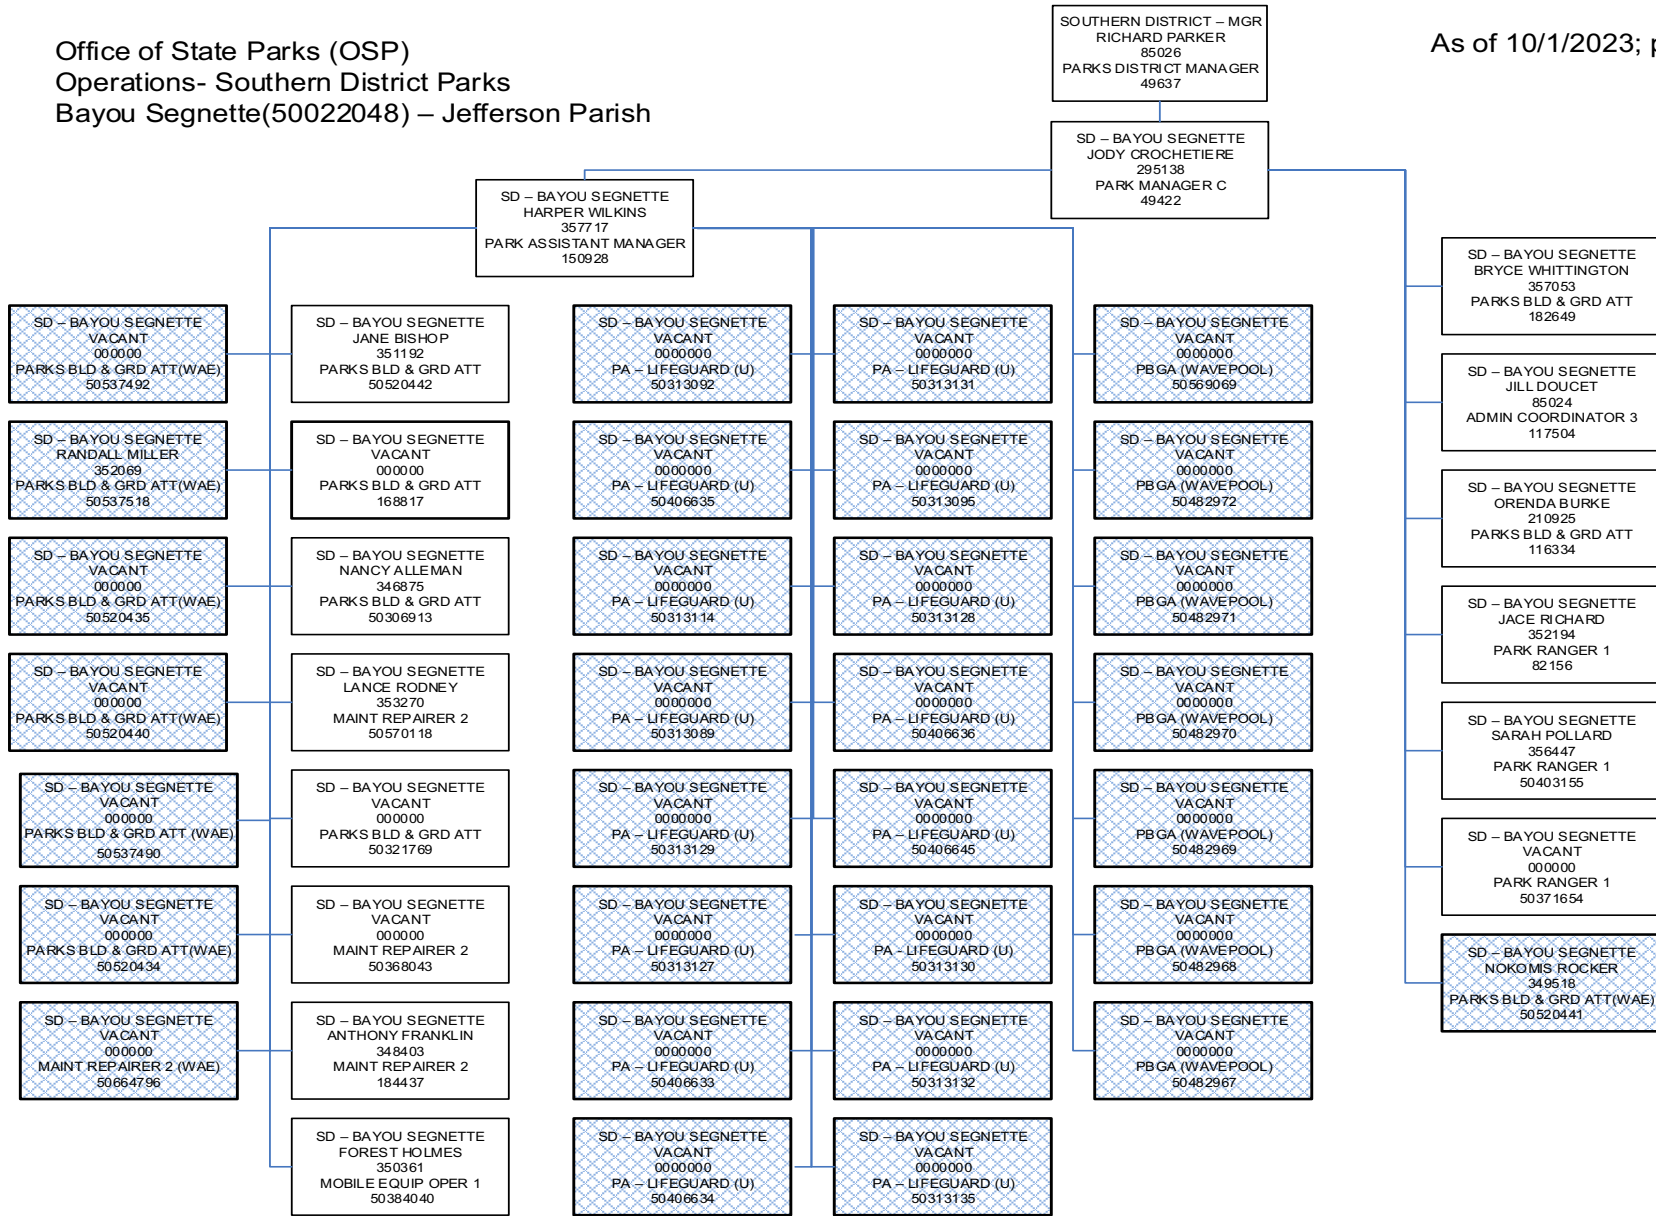 Office of State Parks (OSP)
Operations- Southern District Parks
Bayou Segnette(50022048) – Jefferson Parish
SOUTHERN DISTRICT – MGR
RICHARD PARKER
85026
PARKS DISTRICT MANAGER
49637
As of 10/1/2023; p
SD – BAYOU SEGNETTE
JODY CROCHETIERE
295138
PARK MANAGER C
49422
SD – BAYOU SEGNETTE
HARPER WILKINS
357717
PARK ASSISTANT MANAGER
150928
SD – BAYOU SEGNETTE
VACANT
000000
PARKS BLD & GRD ATT(WAE)
50537492
SD – BAYOU SEGNETTE
RANDALL MILLER
352069
PARKS BLD & GRD ATT(WAE)
50537518
SD – BAYOU SEGNETTE
VACANT
000000
PARKS BLD & GRD ATT(WAE)
50520435
SD – BAYOU SEGNETTE
VACANT
000000
PARKS BLD & GRD ATT(WAE)
50520440
SD – BAYOU SEGNETTE
VACANT
000000
PARKS BLD & GRD ATT (WAE)
50537490
SD – BAYOU SEGNETTE
VACANT
000000
PARKS BLD & GRD ATT(WAE)
50520434
SD – BAYOU SEGNETTE
VACANT
000000
MAINT REPAIRER 2 (WAE)
50664796
SD – BAYOU SEGNETTE
JANE BISHOP
351192
PARKS BLD & GRD ATT
50520442
SD – BAYOU SEGNETTE
VACANT
000000
PARKS BLD & GRD ATT
168817
SD – BAYOU SEGNETTE
NANCY ALLEMAN
346875
PARKS BLD & GRD ATT
50306913
SD – BAYOU SEGNETTE
LANCE RODNEY
353270
MAINT REPAIRER 2
50570118
SD – BAYOU SEGNETTE
VACANT
000000
PARKS BLD & GRD ATT
50321769
SD – BAYOU SEGNETTE
VACANT
000000
MAINT REPAIRER 2
50368043
SD – BAYOU SEGNETTE
ANTHONY FRANKLIN
348403
MAINT REPAIRER 2
184437
SD – BAYOU SEGNETTE
FOREST HOLMES
350361
MOBILE EQUIP OPER 1
50384040
SD – BAYOU SEGNETTE
VACANT
0000000
PA – LIFEGUARD (U)
50313092
SD – BAYOU SEGNETTE
VACANT
0000000
PA – LIFEGUARD (U)
50406635
SD – BAYOU SEGNETTE
VACANT
0000000
PA – LIFEGUARD (U)
50313114
SD – BAYOU SEGNETTE
VACANT
0000000
PA – LIFEGUARD (U)
50313089
SD – BAYOU SEGNETTE
VACANT
0000000
PA – LIFEGUARD (U)
50313129
SD – BAYOU SEGNETTE
VACANT
0000000
PA – LIFEGUARD (U)
50313127
SD – BAYOU SEGNETTE
VACANT
0000000
PA – LIFEGUARD (U)
50406633
SD – BAYOU SEGNETTE
VACANT
0000000
PA – LIFEGUARD (U)
50406634
SD – BAYOU SEGNETTE
VACANT
0000000
PA – LIFEGUARD (U)
50313131
SD – BAYOU SEGNETTE
VACANT
0000000
PA – LIFEGUARD (U)
50313095
SD – BAYOU SEGNETTE
VACANT
0000000
PA – LIFEGUARD (U)
50313128
SD – BAYOU SEGNETTE
VACANT
0000000
PA – LIFEGUARD (U)
50406636
SD – BAYOU SEGNETTE
VACANT
0000000
PA – LIFEGUARD (U)
50406645
SD – BAYOU SEGNETTE
VACANT
0000000
PA - LIFEGUARD (U)
50313130
SD – BAYOU SEGNETTE
VACANT
0000000
PA – LIFEGUARD (U)
50313132
SD – BAYOU SEGNETTE
VACANT
0000000
PA – LIFEGUARD (U)
50313135
SD – BAYOU SEGNETTE
VACANT
0000000
PBGA (WAVEPOOL)
50569069
SD – BAYOU SEGNETTE
VACANT
0000000
PBGA (WAVEPOOL)
50482972
SD – BAYOU SEGNETTE
VACANT
0000000
PBGA (WAVEPOOL)
50482971
SD – BAYOU SEGNETTE
VACANT
0000000
PBGA (WAVEPOOL)
50482970
SD – BAYOU SEGNETTE
VACANT
0000000
PBGA (WAVEPOOL)
50482969
SD – BAYOU SEGNETTE
VACANT
0000000
PBGA (WAVEPOOL)
50482968
SD – BAYOU SEGNETTE
VACANT
0000000
PBGA (WAVEPOOL)
50482967
SD – BAYOU SEGNETTE
BRYCE WHITTINGTON
357053
PARKS BLD & GRD ATT
182649
SD – BAYOU SEGNETTE
JILL DOUCET
85024
ADMIN COORDINATOR 3
117504
SD – BAYOU SEGNETTE
ORENDA BURKE
210925
PARKS BLD & GRD ATT
116334
SD – BAYOU SEGNETTE
JACE RICHARD
352194
PARK RANGER 1
82156
SD – BAYOU SEGNETTE
SARAH POLLARD
356447
PARK RANGER 1
50403155
SD – BAYOU SEGNETTE
VACANT
000000
PARK RANGER 1
50371654
SD – BAYOU SEGNETTE
NOKOMIS ROCKER
349518
PARKS BLD & GRD ATT(WAE)
50520441